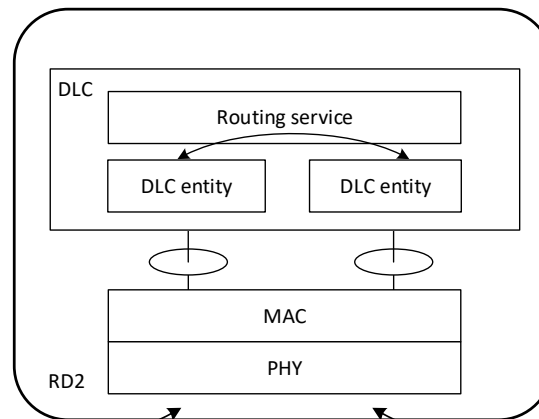 DLC
Routing service
DLC entity
DLC entity
MAC
PHY
RD2